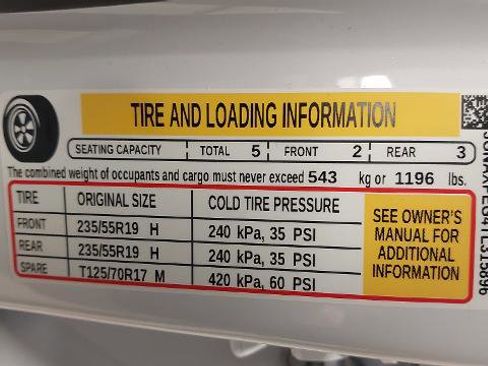 TIRE AND LOADING INFORMATION
SEATING CAPACITY TOTAL 5 FRONT 2 REAR 3
The combined weight of occupants and cargo must never exceed 543 kg or 1196 lbs.
TIRE ORIGINAL SIZE COLD TIRE PRESSURE
FRONT 235/55R19 H 240 kPa, 35 PSI
REAR 235/55R19 H 240 kPa, 35 PSI
SPARE T125/70R17 M 420 kPa, 60 PSI
SEE OWNER'S
MANUAL FOR
ADDITIONAL
INFORMATION